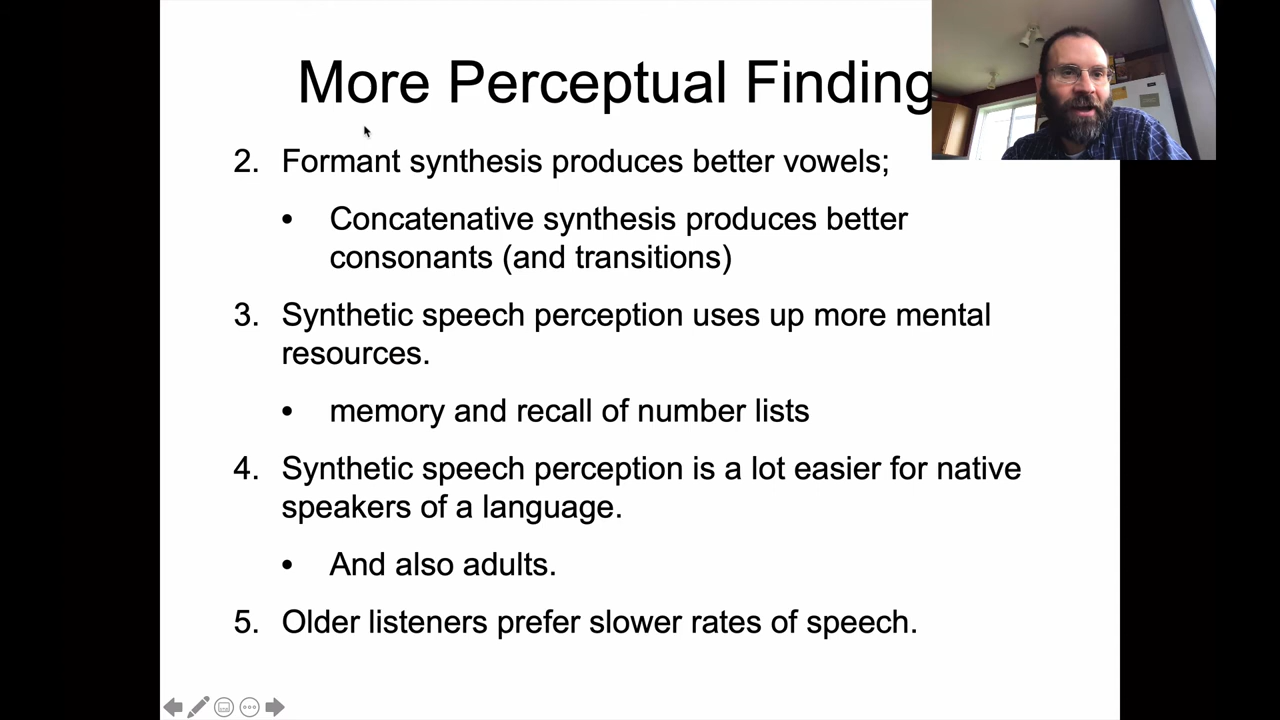 More Perceptual Finding
2. Formant synthesis produces better vowels;
• Concatenative synthesis produces better
consonants (and transitions)
3. Synthetic speech perception uses up more mental
resources.
• memory and recall of number lists
4. Synthetic speech perception is a lot easier for native
speakers of a language.
• And also adults.
5. Older listeners prefer slower rates of speech.